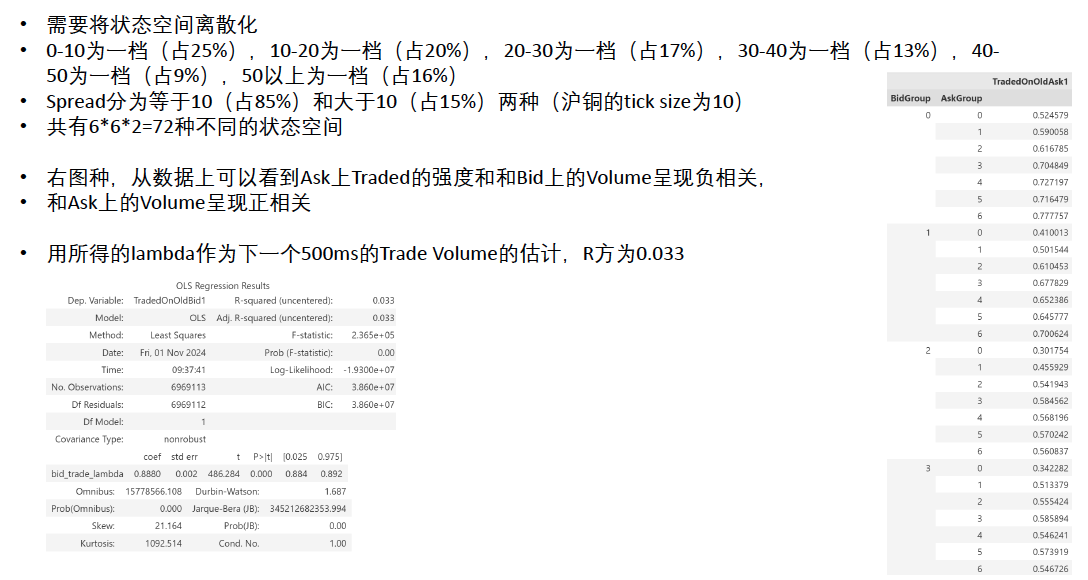 • 需要将状态空间离散化
• 0-10为一档（占25%），10-20为一档（占20%），20-30为一档（占17%），30-40为一档（占13%），40-
50为一档（占9%），50以上为一档（占16%）
• Spread分为等于10（占85%）和大于10（占15%）两种（沪铜的tick size为10）
• 共有6*6*2=72种不同的状态空间
• 右图种，从数据上可以看到Ask上Traded的强度和和Bid上的Volume呈现负相关，
• 和Ask上的Volume呈现正相关
• 用所得的lambda作为下一个500ms的Trade Volume的估计，R方为0.033
OLS Regression Results
Dep. Variable: TradedOnOldBid1 R-squared (uncentered): 0.033
Model: OLS Adj. R-squared (uncentered): 0.033
Method: Least Squares F-statistic: 2.365e+05
Date: Fri, 01 Nov 2024 Prob (F-statistic): 0.00
Time: 09:37:41 Log-Likelihood: -1.9300e+07
No. Observations: 6969113 AIC: 3.860e+07
Df Residuals: 6969112 BIC: 3.860e+07
Df Model: 1
Covariance Type: nonrobust
coef std err t P>|t| [0.025 0.975]
bid_trade_lambda 0.8880 0.002 486.284 0.000 0.884 0.892
Omnibus: 15778566.108 Durbin-Watson: 1.687
Prob(Omnibus): 0.000 Jarque-Bera (JB): 345212682353.994
Skew: 21.164 Prob(JB): 0.00
Kurtosis: 1092.514 Cond. No. 1.00
TradedOnOldAsk1
BidGroup AskGroup
0 0 0.524579
1 0.590058
2 0.616785
3 0.704849
4 0.727197
5 0.716479
6 0.777757
1 0 0.410013
1 0.501544
2 0.610453
3 0.677829
4 0.652386
5 0.645777
6 0.700624
2 0 0.301754
1 0.455929
2 0.541943
3 0.584562
4 0.568196
5 0.570242
6 0.560837
3 0 0.342282
1 0.513379
2 0.555424
3 0.585894
4 0.546241
5 0.573919
6 0.546726